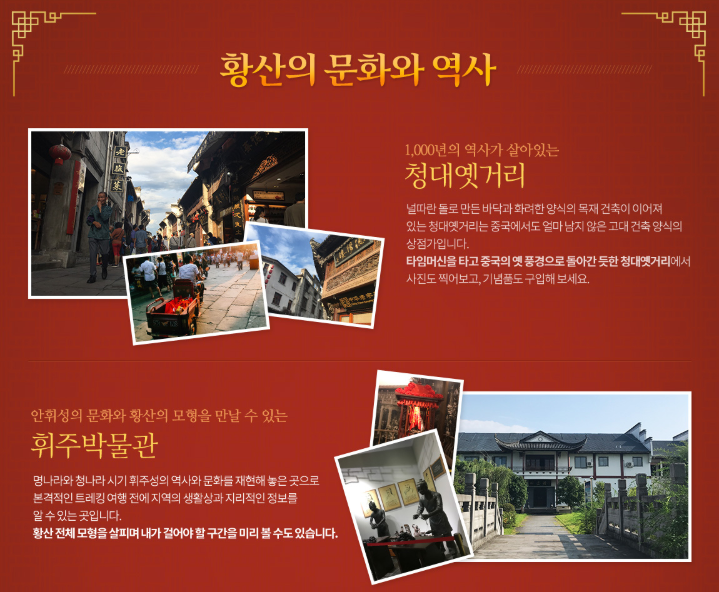 황산의 문화와 역사
1,000년의 역사가 살아있는
청대옛거리
널따란 돌로 만든 바닥과 화려한 양식의 목재 건축이 이어져
있는 청대옛거리는 중국에서도 얼마 남지 않은 고대 건축 양식의
상점가입니다.
타임머신을 타고 중국의 옛 풍경으로 돌아간 듯한 청대옛거리에서
사진도 찍어보고, 기념품도 구입해 보세요.
안휘성의 문화와 황산의 모형을 만날 수 있는
휘주박물관
명나라와 청나라 시기 휘주성의 역사와 문화를 재현해 놓은 곳으로
본격적인 트레킹 여행 전에 지역의 생활상과 지리적인 정보를
알 수 있는 곳입니다.
황산 전체 모형을 살피며 내가 걸어야 할 구간을 미리 볼 수도 있습니다.